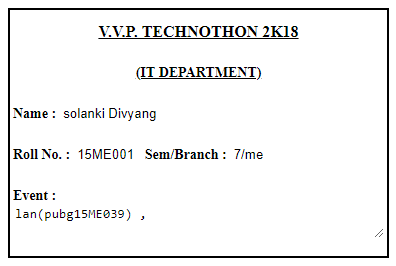 V.V.P. TECHNOTHON 2K18
(IT DEPARTMENT)
Name : solanki Divyang
Roll No. : 15ME001 Sem/Branch : 7/me
Event :
lan(pubg15ME039) ,